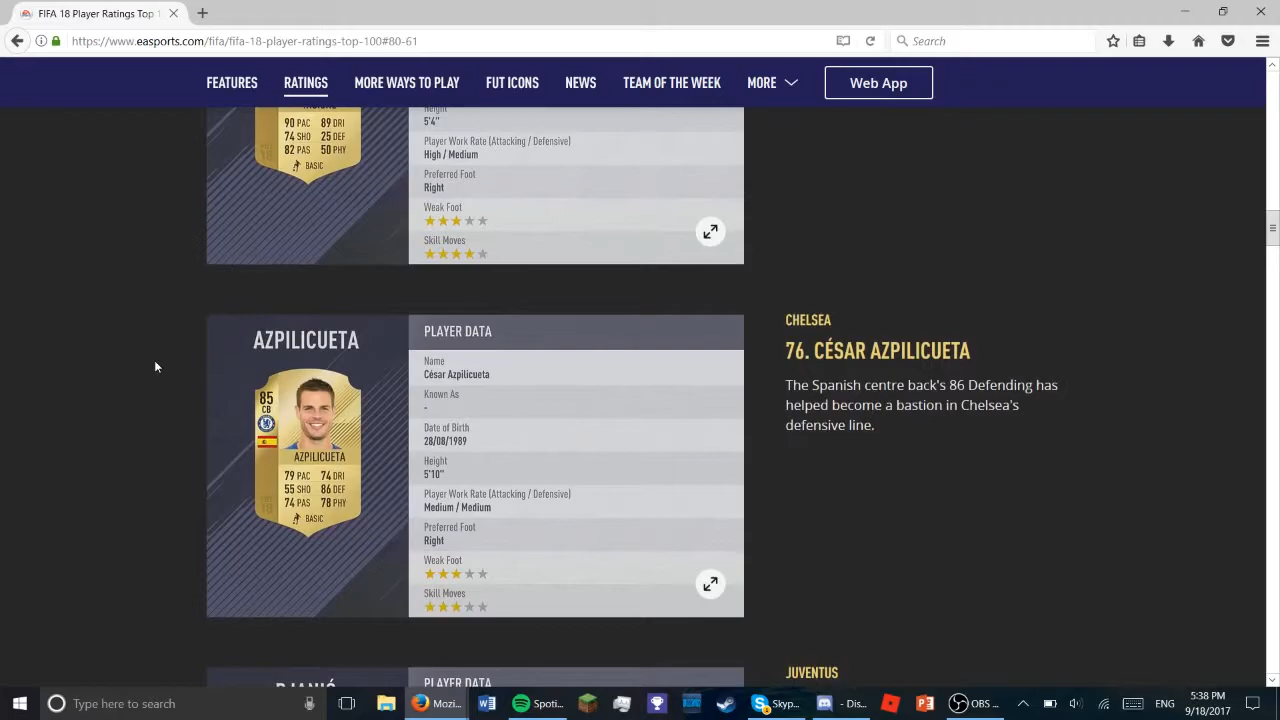 FIFA 18 Player Ratings Top 1
https://www.easports.com/fifa/fifa-18-player-ratings-top-100#80-61
Search
FEATURES RATINGS MORE WAYS TO PLAY FUT ICONS NEWS TEAM OF THE WEEK MORE Web App
90 PAC 89 DRI
74 SHO 25 DEF
82 PAS 50 PHY
BASIC
Height
5'4"
Player Work Rate (Attacking / Defensive)
High / Medium
Preferred Foot
Right
Weak Foot
Skill Moves
AZPILICUETA
85
CB
AZPILICUETA
79 PAC 74 DRI
55 SHO 86 DEF
74 PAS 78 PHY
BASIC
PLAYER DATA
Name
César Azpilicueta
Known As
-
Date of Birth
28/08/1989
Height
5'10"
Player Work Rate (Attacking / Defensive)
Medium / Medium
Preferred Foot
Right
Weak Foot
Skill Moves
CHELSEA
76. CÉSAR AZPILICUETA
The Spanish centre back's 86 Defending has
helped become a bastion in Chelsea's
defensive line.
PLAYER DATA
JUVENTUS
Type here to search
Mozi...
Spoti...
Skyp...
- Dis...
OBS ...
ENG
5:38 PM
9/18/2017